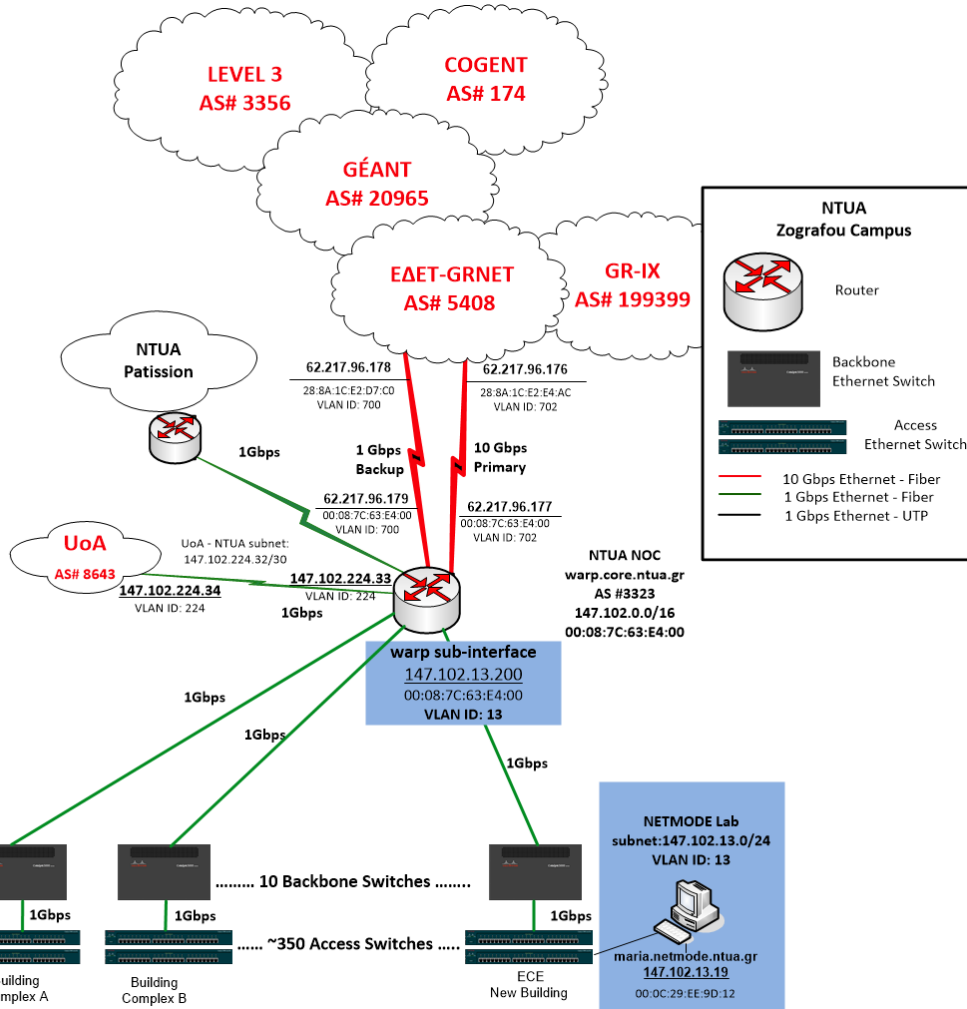 LEVEL 3
AS# 3356
COGENT
AS# 174
GÉANT
AS# 20965
ΕΔΕΤ-GRNET
AS# 5408
GR-IX
AS# 199399
NTUA
Zografou Campus
Router
Backbone
Ethernet Switch
Access
Ethernet Switch
10 Gbps Ethernet - Fiber
1 Gbps Ethernet - Fiber
1 Gbps Ethernet - UTP
NTUA
Patission
62.217.96.178
28:8A:1C:E2:D7:C0
VLAN ID: 700
62.217.96.176
28:8A:1C:E2:E4:AC
VLAN ID: 702
1Gbps
1 Gbps
Backup
10 Gbps
Primary
62.217.96.179
00:08:7C:63:E4:00
VLAN ID: 700
62.217.96.177
00:08:7C:63:E4:00
VLAN ID: 702
UoA
AS# 8643
UoA - NTUA subnet:
147.102.224.32/30
147.102.224.34
VLAN ID: 224
147.102.224.33
VLAN ID: 224
1Gbps
NTUA NOC
warp.core.ntua.gr
AS #3323
147.102.0.0/16
00:08:7C:63:E4:00
warp sub-interface
147.102.13.200
00:08:7C:63:E4:00
VLAN ID: 13
1Gbps
1Gbps
1Gbps
NETMODE Lab
subnet:147.102.13.0/24
VLAN ID: 13
......... 10 Backbone Switches ........
1Gbps
1Gbps
1Gbps
...... ~350 Access Switches .....
maria.netmode.ntua.gr
147.102.13.19
00:0C:29:EE:9D:12
uilding
mplex A
Building
Complex B
ECE
New Building